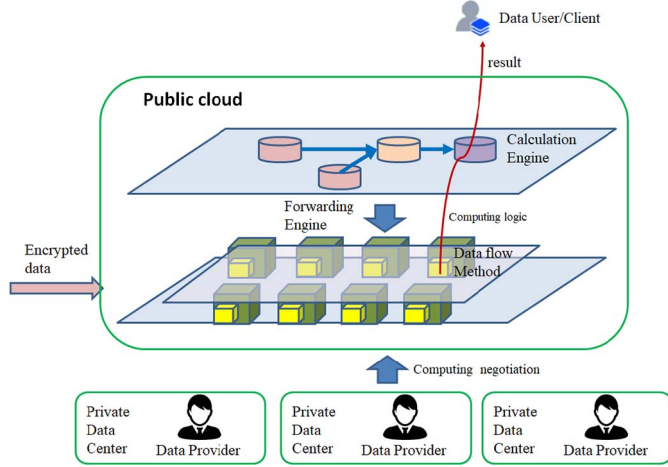 Data User/Client
result
Public cloud
Calculation
Engine
Forwarding
Engine
Computing logic
Encrypted
data
Data flow
Method
Computing negotiation
Private
Data
Center
Data Provider
Private
Data
Center
Data Provider
Private
Data
Center
Data Provider